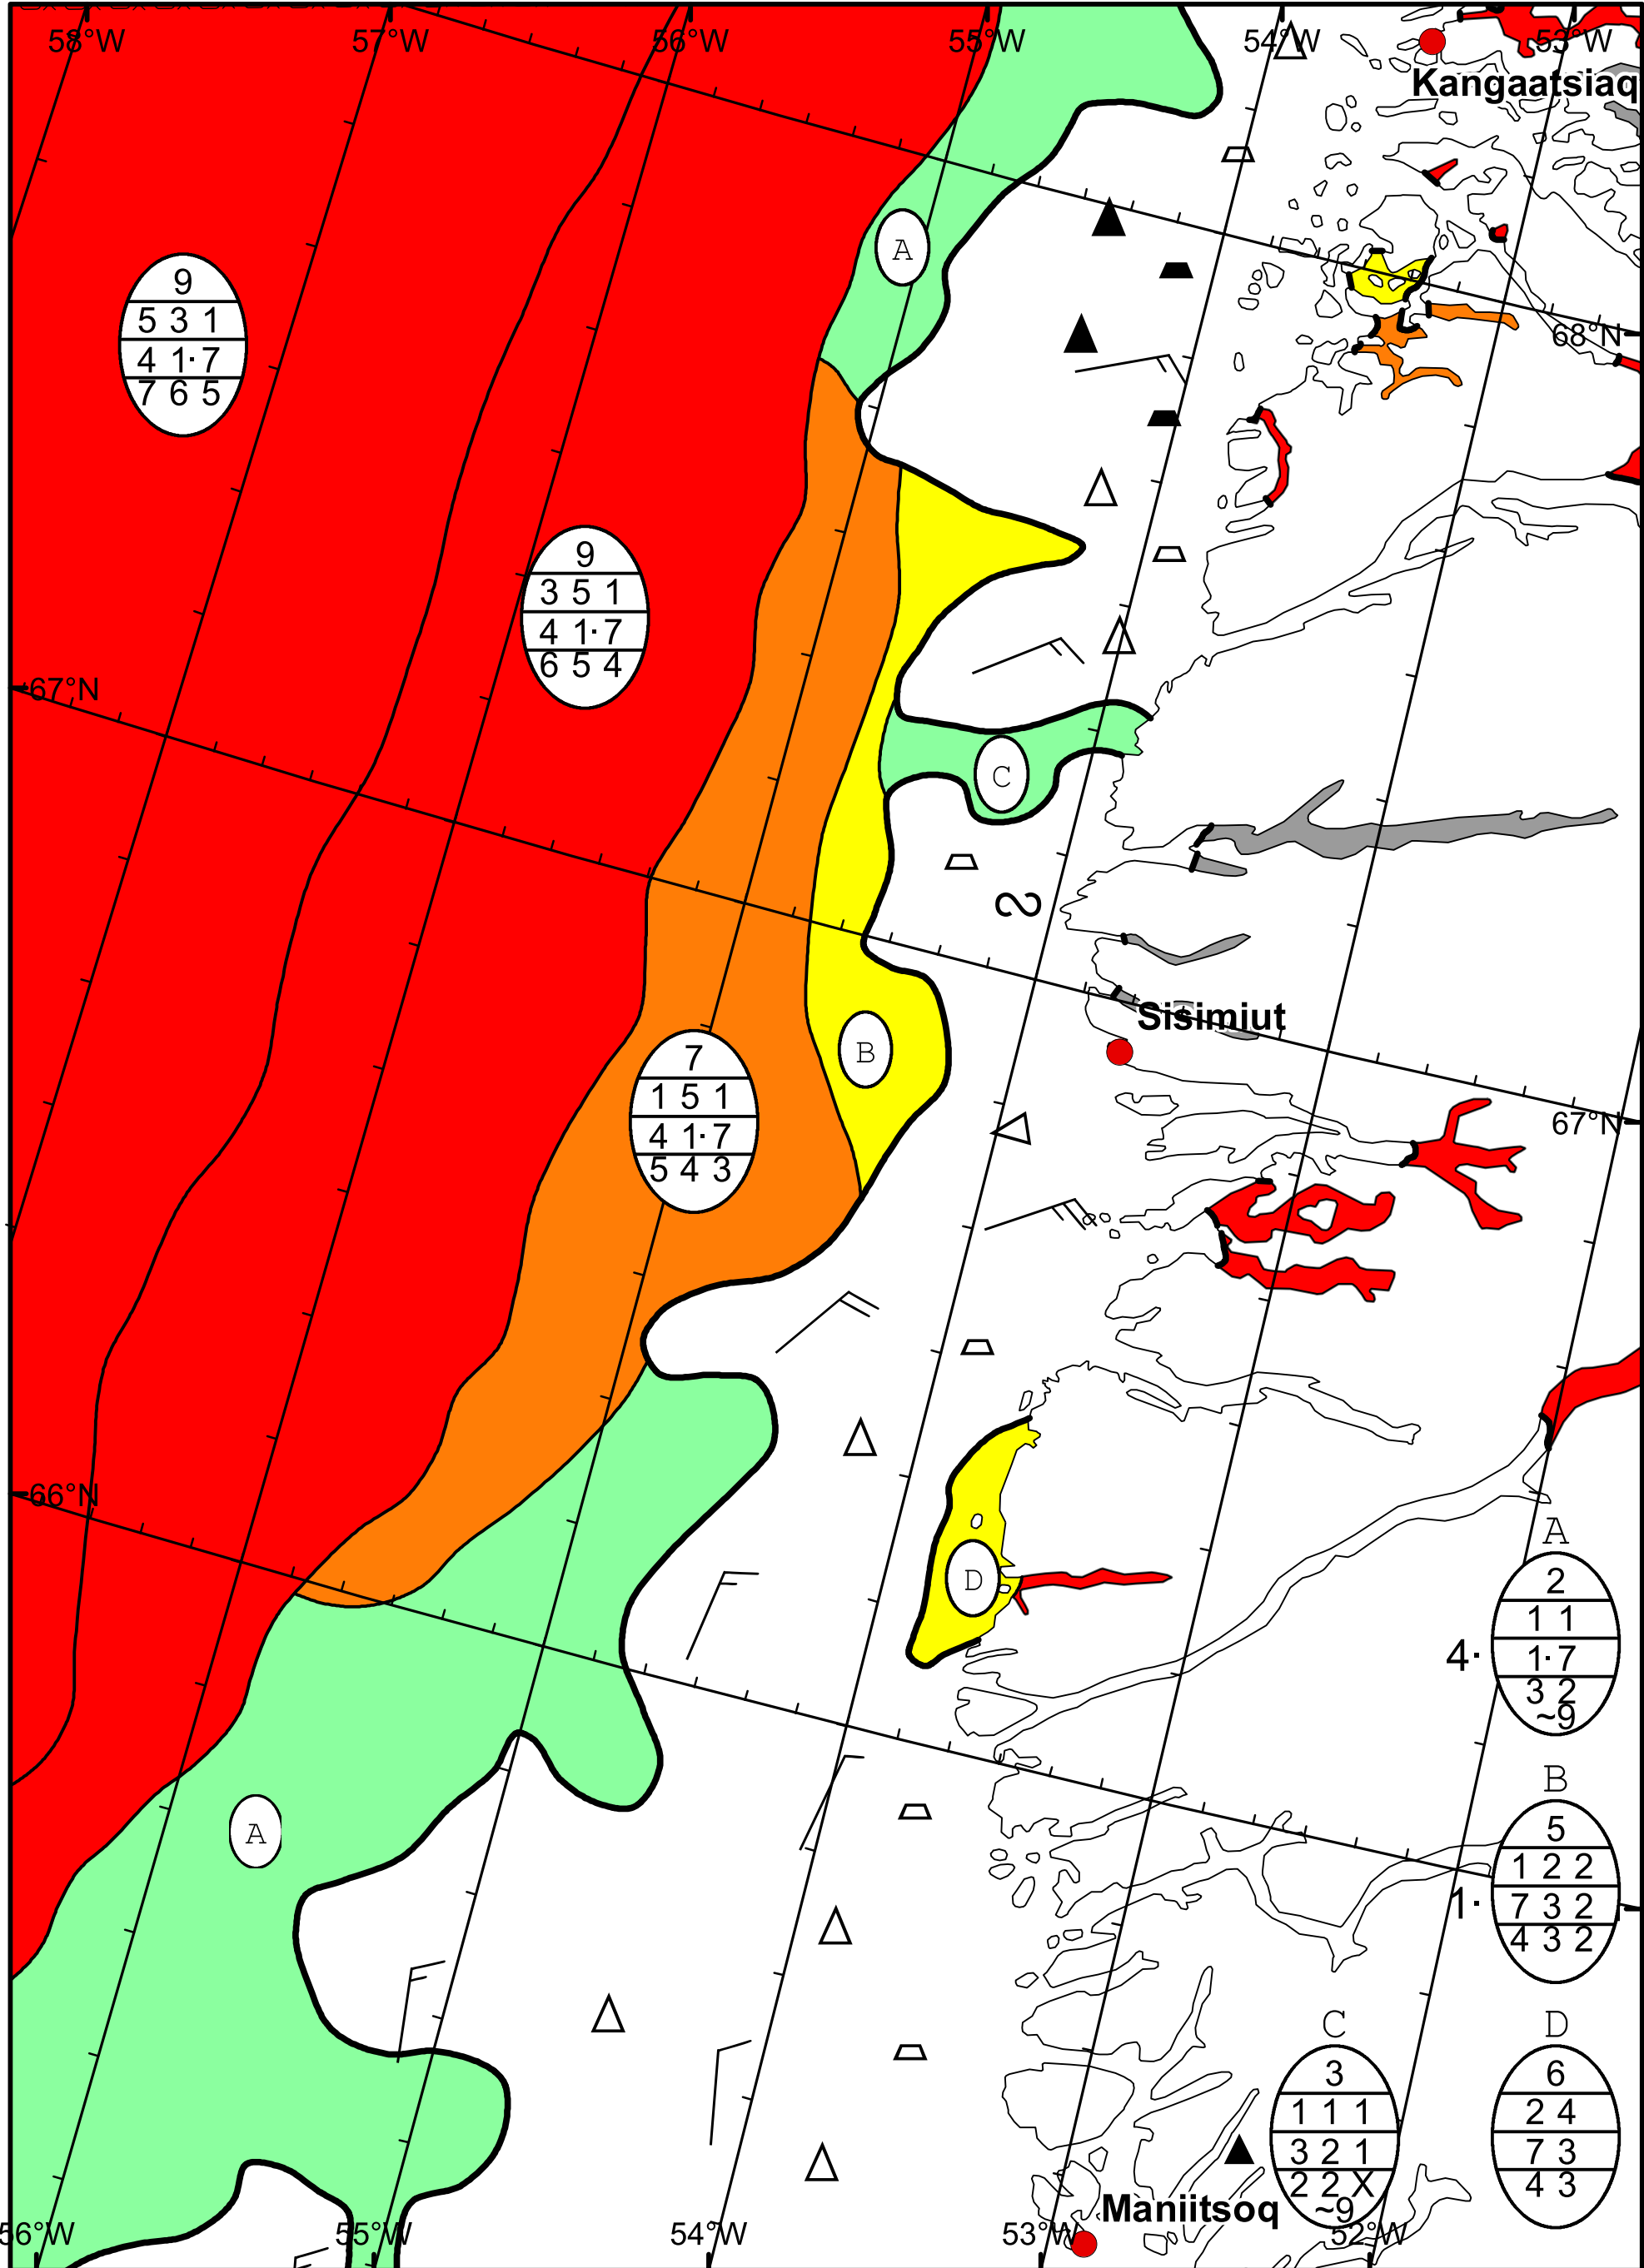 58°W 57°W 56°W 55°W 54°W 53°W
Kangaatsiaq
A
9
5 3 1
4 1· 7
7 6 5
68°N
9
3 5 1
4 1· 7
6 5 4
67°N
C
Sisimiut
7
1 5 1
4 1· 7
5 4 3
B
67°N
66°N
D
A
2
1 1
4· 1· 7
3 2
~9
A
B
5
1 2 2
1· 7 3 2
4 3 2
C
3
1 1 1
3 2 1
2 2 X
~9
D
6
2 4
7 3
4 3
Maniitsoq
56°W 55°W 54°W 53°W 52°W